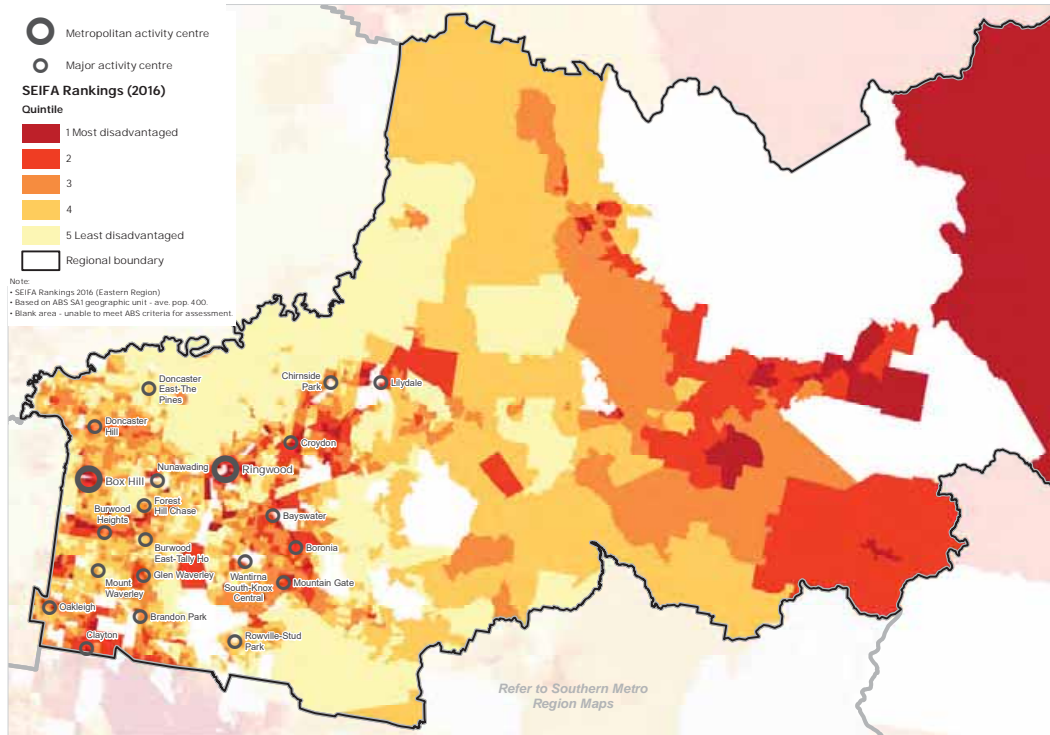 Metropolitan activity centre
Major activity centre
SEIFA Rankings (2016)
Quintile
1 Most disadvantaged
2
3
4
5 Least disadvantaged
Regional boundary
Note:
• SEIFA Rankings 2016 (Eastern Region)
• Based on ABS SA1 geographic unit - ave. pop. 400.
• Blank area - unable to meet ABS criteria for assessment.
Doncaster
East-The
Pines
Chirnside
Park
Lilydale
Doncaster
Hill
Croydon
Nunawading
Ringwood
Box Hill
Forest
Hill Chase
Burwood
Heights
Bayswater
Burwood
East-Tally Ho
Boronia
Glen Waverley
Wantirna
South-Knox
Central
Mountain Gate
Mount
Waverley
Oakleigh
Brandon Park
Clayton
Rowville-Stud
Park
Refer to Southern Metro
Region Maps